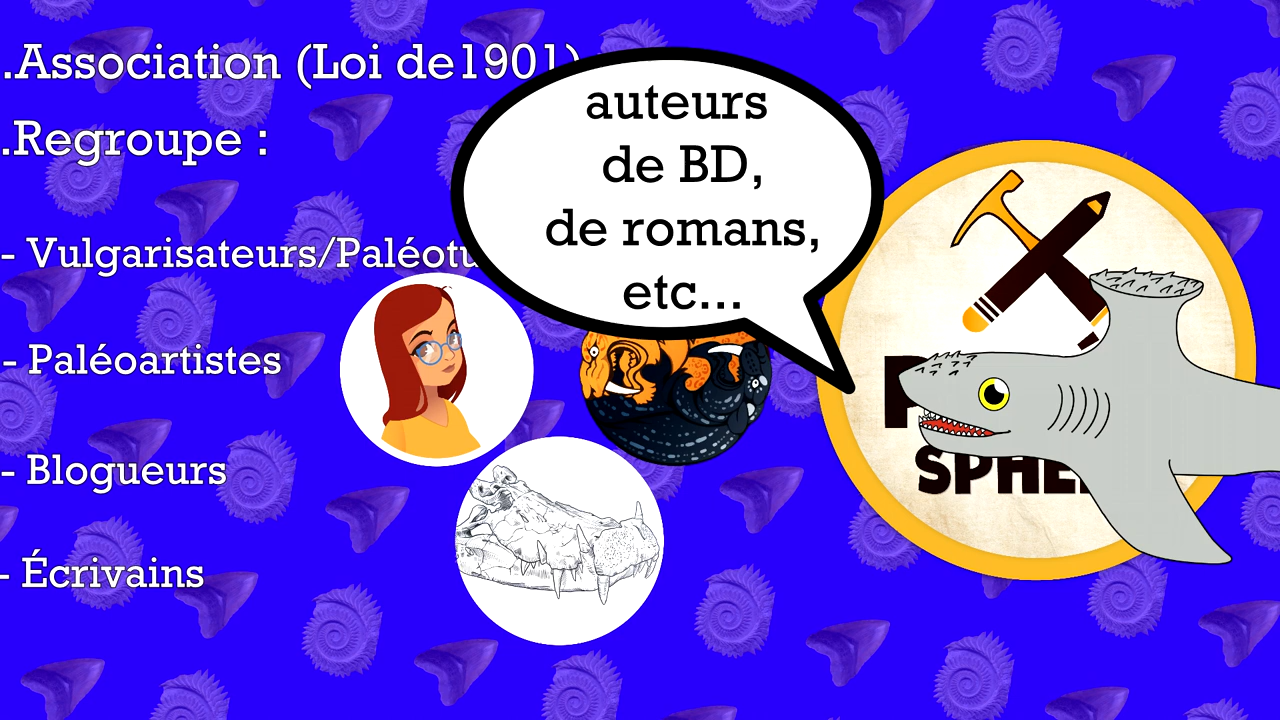 .Association (Loi de1901)
.Regroupe :
auteurs
de BD,
de romans,
etc...
- Vulgarisateurs/Paléotu
- Paléoartistes
- Blogueurs
- Écrivains
SPHE